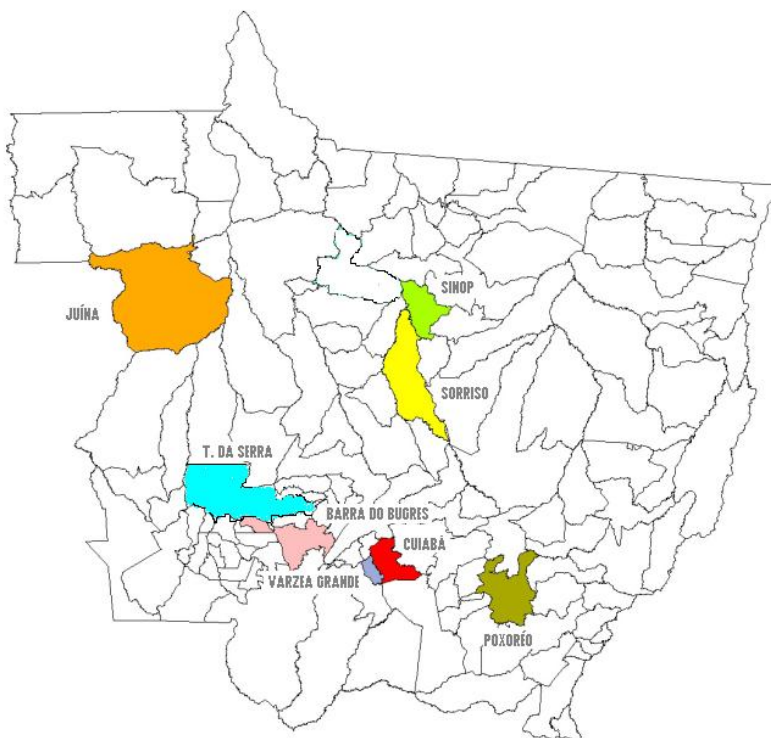 SINOP
JUÍNA
SORRISO
T. DA SERRA
BARRA DO BUGRES
CUIABÁ
VARZEA GRANDE
POXORÉO